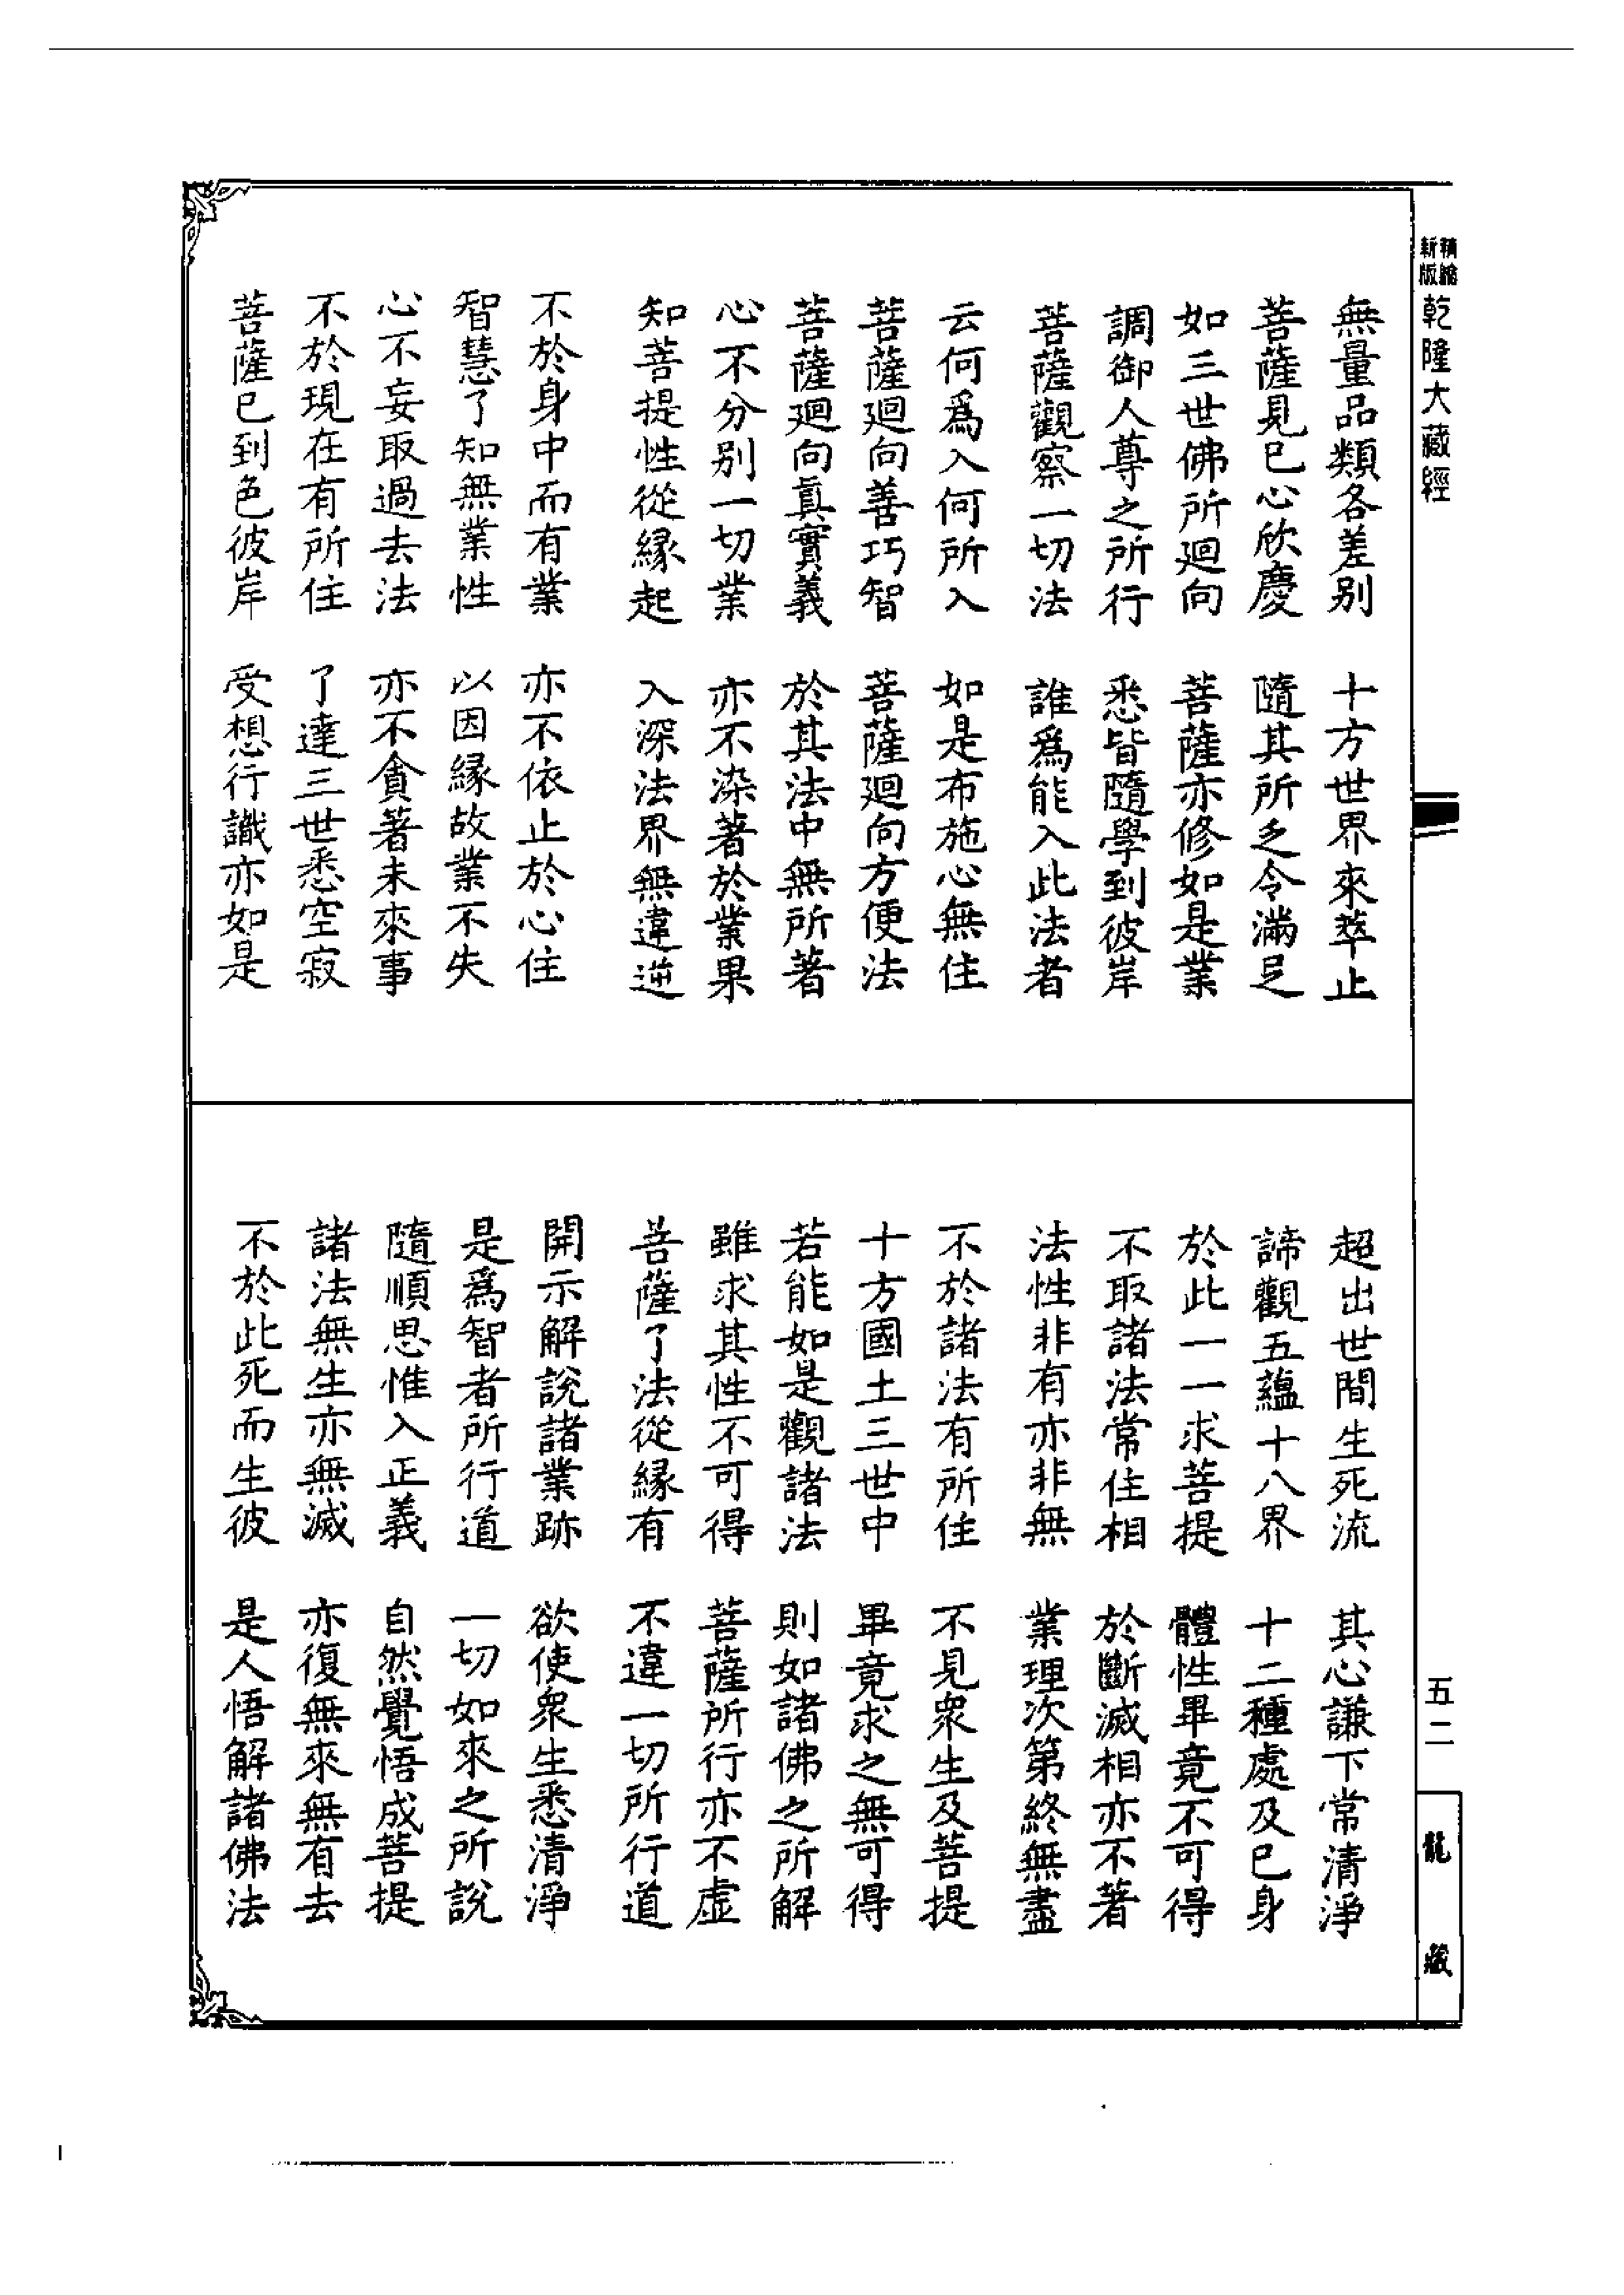 精縮新版乾隆大藏經
無量品類各差別　十方世界來萃止
菩薩見已心欣慶　隨其所乏令滿足
如三世佛所廻向　菩薩亦修如是業
調御人尊之所行　悉皆隨學到彼岸
菩薩觀察一切法　誰爲能入此法者
云何爲入何所入　如是布施心無住
菩薩廻向善巧智　菩薩廻向方便法
菩薩廻向眞實義　於其法中無所著
心不分別一切業　亦不染著於業果
知菩提性從緣起　入深法界無違逆
不於身中而有業　亦不依止於心住
智慧了知無業性　以因緣故業不失
心不妄取過去法　亦不貪著未來事
不於現在有所住　了達三世悉空寂
菩薩已到色彼岸　受想行識亦如是
超出世間生死流　其心謙下常清淨
諦觀五蘊十八界　十二種處及已身
於此一一求菩提　體性畢竟不可得
不取諸法常住相　於斷滅相亦不著
法性非有亦非無　業理次第終無盡
不於諸法有所住　不見衆生及菩提
十方國土三世中　畢竟求之無可得
若能如是觀諸法　則如諸佛之所解
雖求其性不可得　菩薩所行亦不虛
菩薩了法從緣有　不違一切所行道
開示解說諸業跡　欲使衆生悉清淨
是爲智者所行道　一切如來之所說
隨順思惟入正義　自然覺悟成菩提
諸法無生亦無滅　亦復無來無有去
不於此死而生彼　是人悟解諸佛法
五二
龍藏